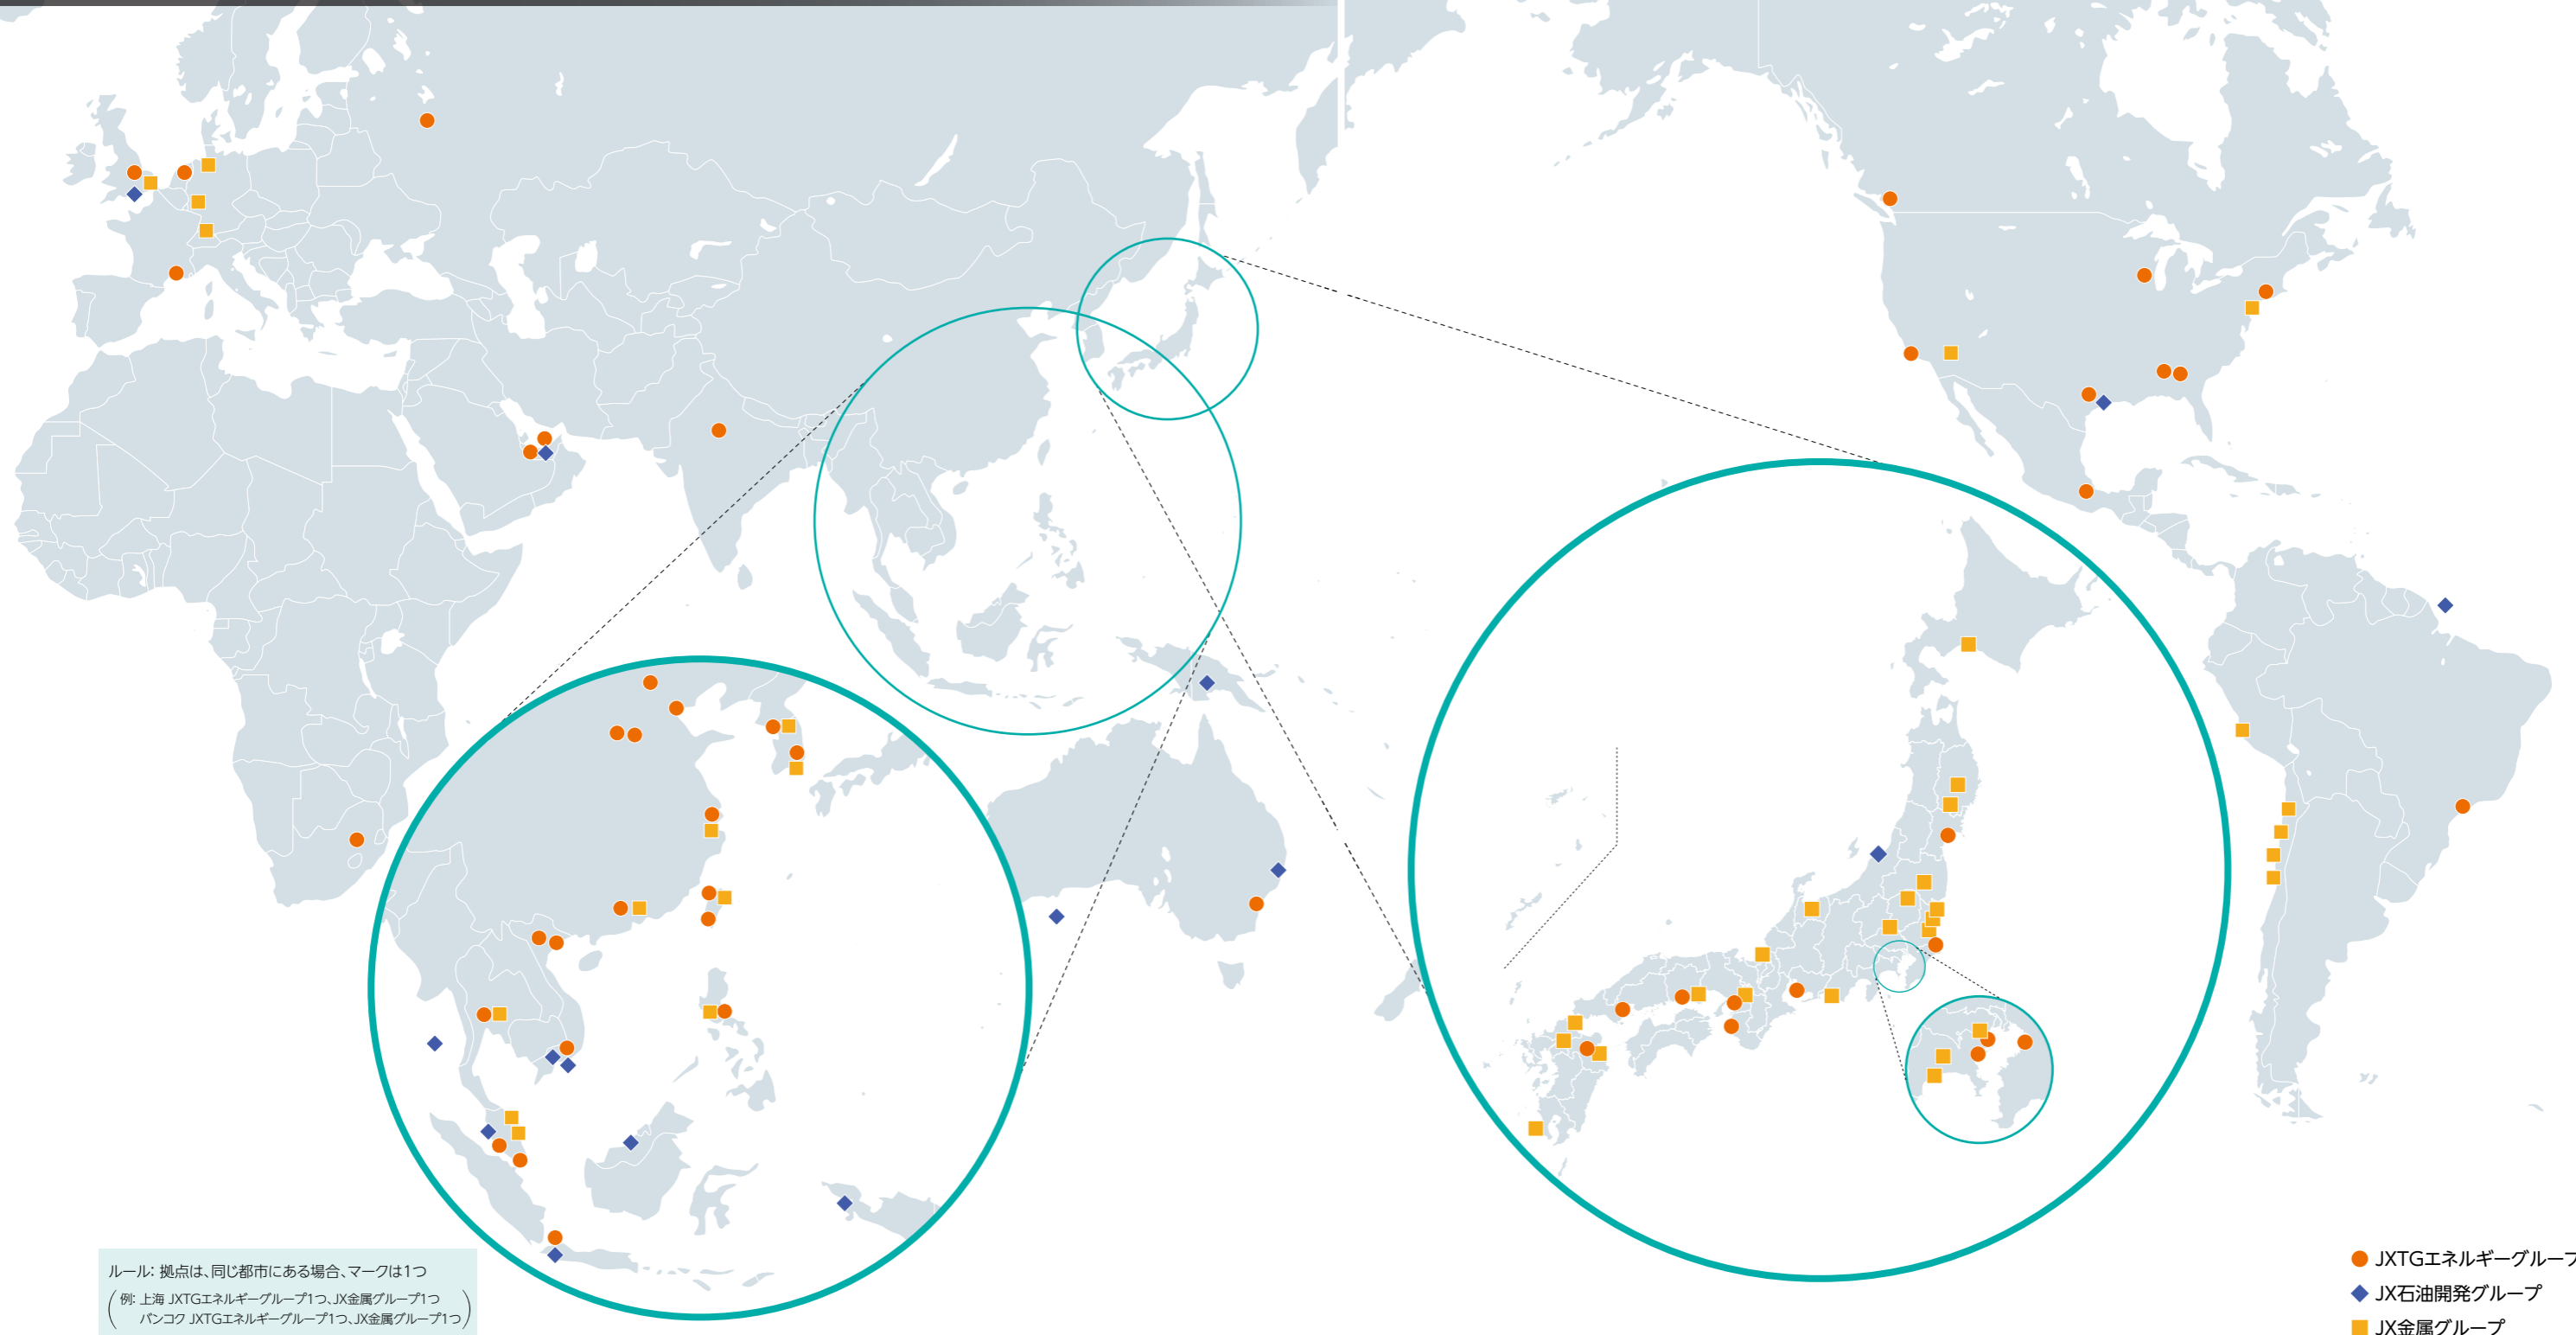 ルール: 拠点は、同じ都市にある場合、マークは1つ
例: 上海 JXTGエネルギーグループ1つ、JX金属グループ1つ
バンコク JXTGエネルギーグループ1つ、JX金属グループ1つ
JXTGエネルギーグループ
JX石油開発グループ
JX金属グループ